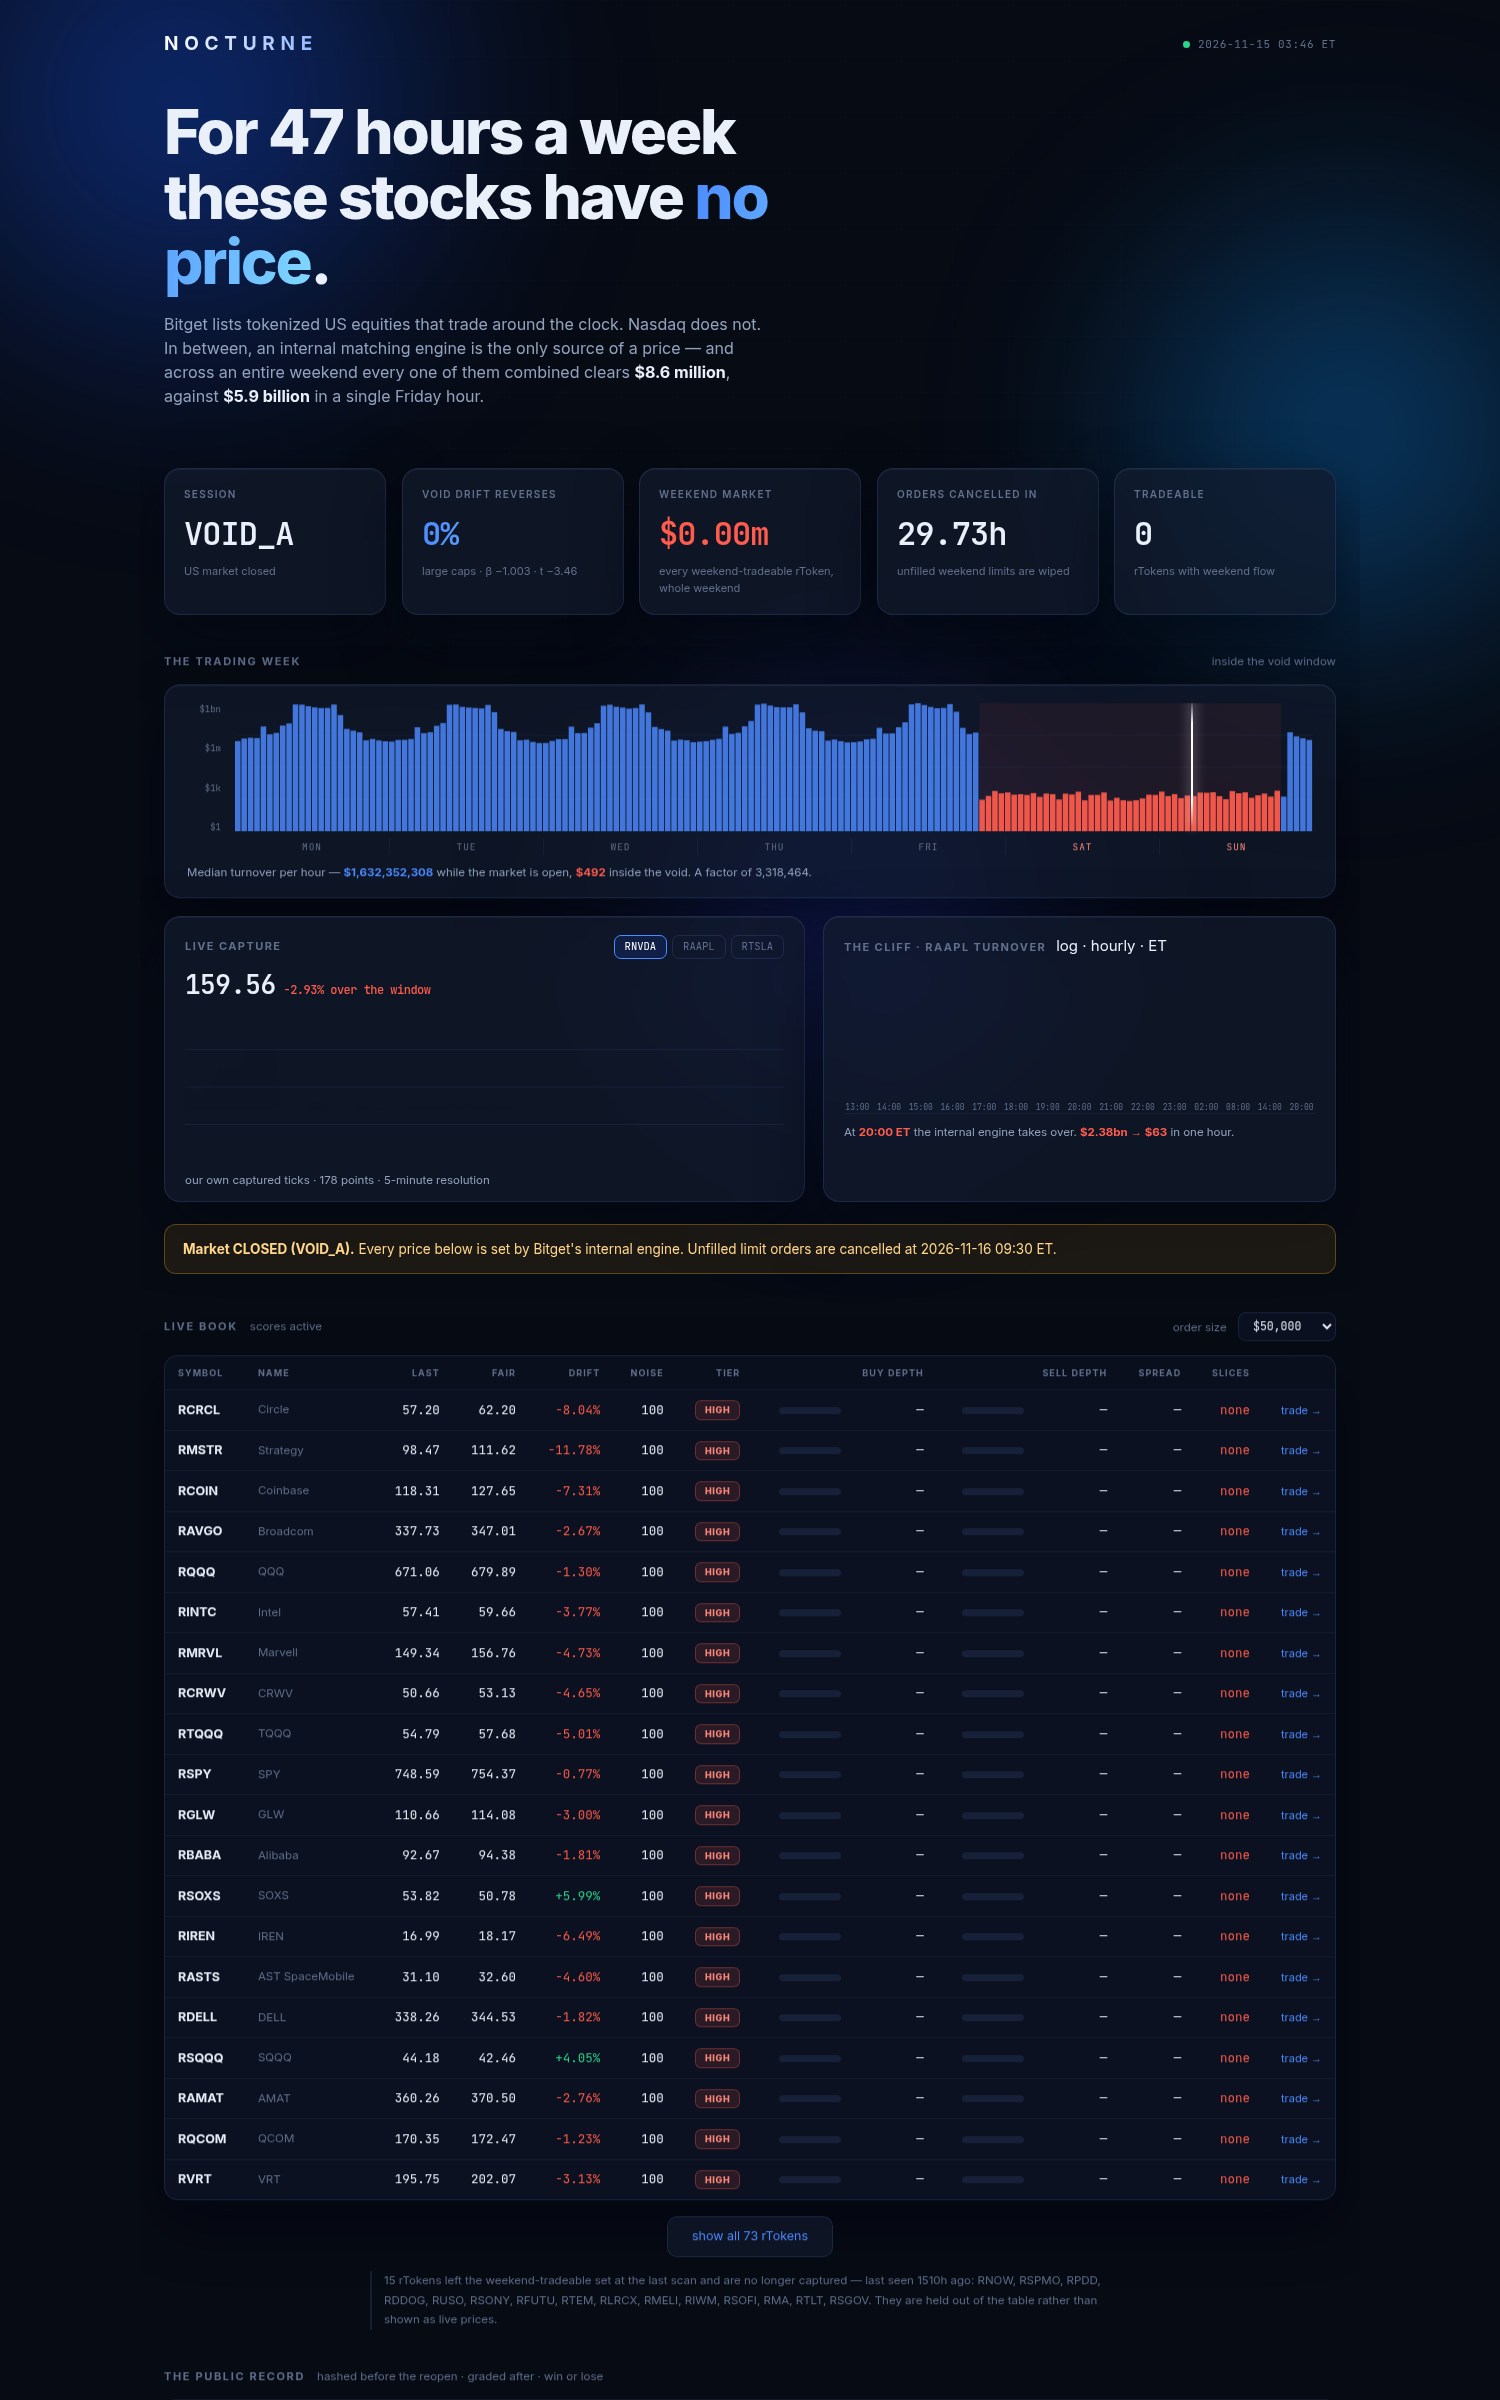 NOCTURNE
2026-11-15 03:46 ET
For 47 hours a week
these stocks have no
price.
Bitget lists tokenized US equities that trade around the clock. Nasdaq does not.
In between, an internal matching engine is the only source of a price — and
across an entire weekend every one of them combined clears $8.6 million,
against $5.9 billion in a single Friday hour.
SESSION
VOID_A
US market closed
VOID DRIFT REVERSES
0%
large caps · β −1.003 · t −3.46
WEEKEND MARKET
$0.00m
every weekend-tradeable rToken,
whole weekend
ORDERS CANCELLED IN
29.73h
unfilled weekend limits are wiped
TRADEABLE
0
rTokens with weekend flow
THE TRADING WEEK
inside the void window
$1bn
$1m
$1k
$1
MON TUE WED THU FRI SAT SUN
Median turnover per hour — $1,632,352,308 while the market is open, $492 inside the void. A factor of 3,318,464.
LIVE CAPTURE
RNVDA RAAPL RTSLA
159.56 -2.93% over the window
our own captured ticks · 178 points · 5-minute resolution
THE CLIFF · RAAPL TURNOVER log · hourly · ET
13:00 14:00 15:00 16:00 17:00 18:00 19:00 20:00 21:00 22:00 23:00 02:00 08:00 14:00 20:00
At 20:00 ET the internal engine takes over. $2.38bn → $63 in one hour.
Market CLOSED (VOID_A). Every price below is set by Bitget's internal engine. Unfilled limit orders are cancelled at 2026-11-16 09:30 ET.
LIVE BOOK scores active
order size $50,000
SYMBOL NAME LAST FAIR DRIFT NOISE TIER BUY DEPTH SELL DEPTH SPREAD SLICES
RCRCL Circle 57.20 62.20 -8.04% 100 HIGH — — — none trade →
RMSTR Strategy 98.47 111.62 -11.78% 100 HIGH — — — none trade →
RCOIN Coinbase 118.31 127.65 -7.31% 100 HIGH — — — none trade →
RAVGO Broadcom 337.73 347.01 -2.67% 100 HIGH — — — none trade →
RQQQ QQQ 671.06 679.89 -1.30% 100 HIGH — — — none trade →
RINTC Intel 57.41 59.66 -3.77% 100 HIGH — — — none trade →
RMRVL Marvell 149.34 156.76 -4.73% 100 HIGH — — — none trade →
RCRWV CRWV 50.66 53.13 -4.65% 100 HIGH — — — none trade →
RTQQQ TQQQ 54.79 57.68 -5.01% 100 HIGH — — — none trade →
RSPY SPY 748.59 754.37 -0.77% 100 HIGH — — — none trade →
RGLW GLW 110.66 114.08 -3.00% 100 HIGH — — — none trade →
RBABA Alibaba 92.67 94.38 -1.81% 100 HIGH — — — none trade →
RSOXS SOXS 53.82 50.78 +5.99% 100 HIGH — — — none trade →
RIREN IREN 16.99 18.17 -6.49% 100 HIGH — — — none trade →
RASTS AST SpaceMobile 31.10 32.60 -4.60% 100 HIGH — — — none trade →
RDELL DELL 338.26 344.53 -1.82% 100 HIGH — — — none trade →
RSQQQ SQQQ 44.18 42.46 +4.05% 100 HIGH — — — none trade →
RAMAT AMAT 360.26 370.50 -2.76% 100 HIGH — — — none trade →
RQCOM QCOM 170.35 172.47 -1.23% 100 HIGH — — — none trade →
RVRT VRT 195.75 202.07 -3.13% 100 HIGH — — — none trade →
show all 73 rTokens
15 rTokens left the weekend-tradeable set at the last scan and are no longer captured — last seen 1510h ago: RNOW, RSPMO, RPDD,
RDDOG, RUSO, RSONY, RFUTU, RTEM, RLRCX, RMELI, RIWM, RSOFI, RMA, RTLT, RSGOV. They are held out of the table rather than
shown as live prices.
THE PUBLIC RECORD hashed before the reopen · graded after · win or lose